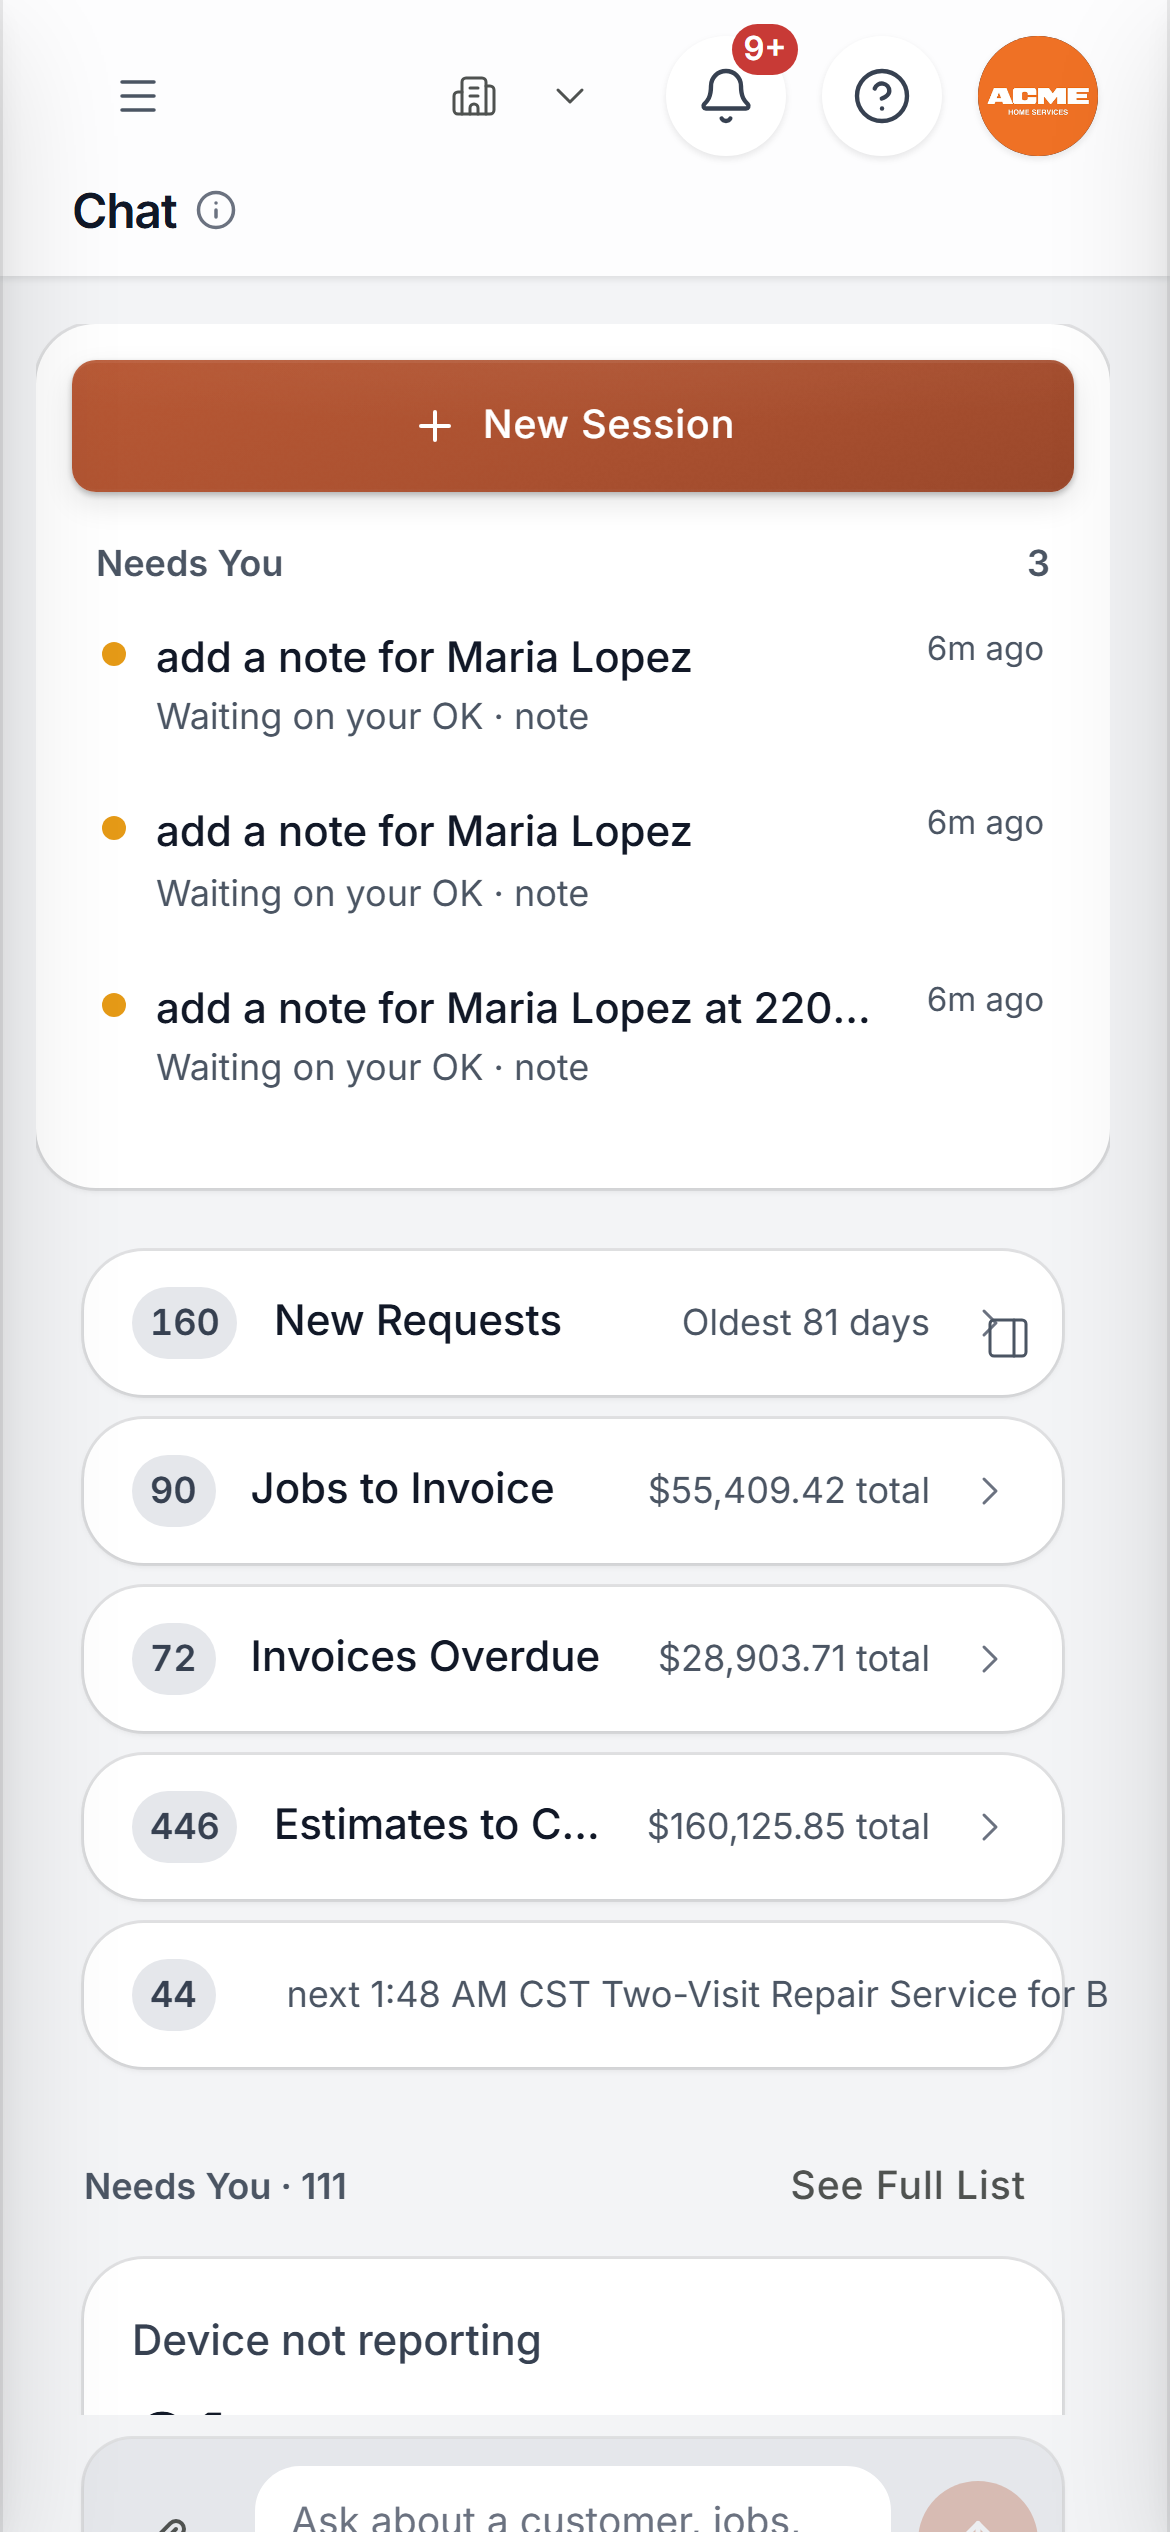 9+
ACME
HOME SERVICES
Chat
+ New Session
Needs You 3
add a note for Maria Lopez 6m ago
Waiting on your OK · note
add a note for Maria Lopez 6m ago
Waiting on your OK · note
add a note for Maria Lopez at 220... 6m ago
Waiting on your OK · note
160 New Requests Oldest 81 days
90 Jobs to Invoice $55,409.42 total
72 Invoices Overdue $28,903.71 total
446 Estimates to C... $160,125.85 total
44 next 1:48 AM CST Two-Visit Repair Service for B
Needs You · 111 See Full List
Device not reporting
Ask about a customer, jobs,